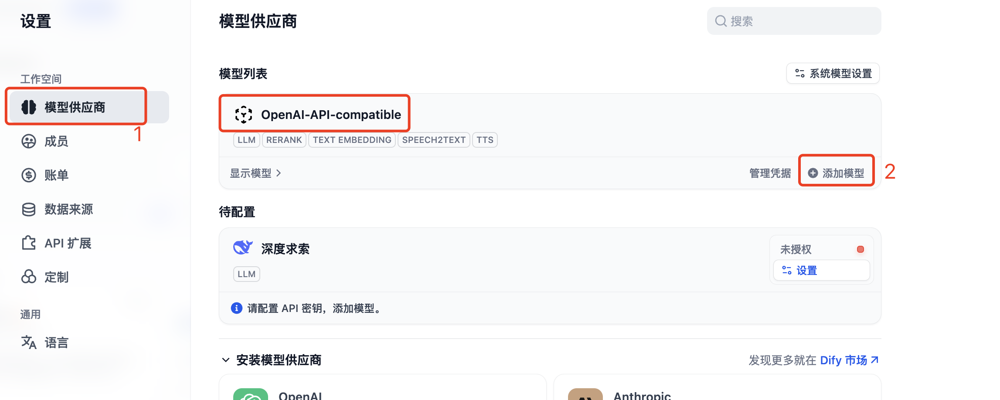 设置
工作空间
模型供应商
1
成员
账单
数据来源
API 扩展
定制
通用
语言
模型供应商
搜索
模型列表
系统模型设置
OpenAI-API-compatible
LLM RERANK TEXT EMBEDDING SPEECH2TEXT TTS
显示模型
管理凭据 添加模型 2
待配置
深度求索
LLM
未授权
设置
请配置 API 密钥，添加模型。
安装模型供应商
发现更多就在 Dify 市场
OpenAI
Anthropic